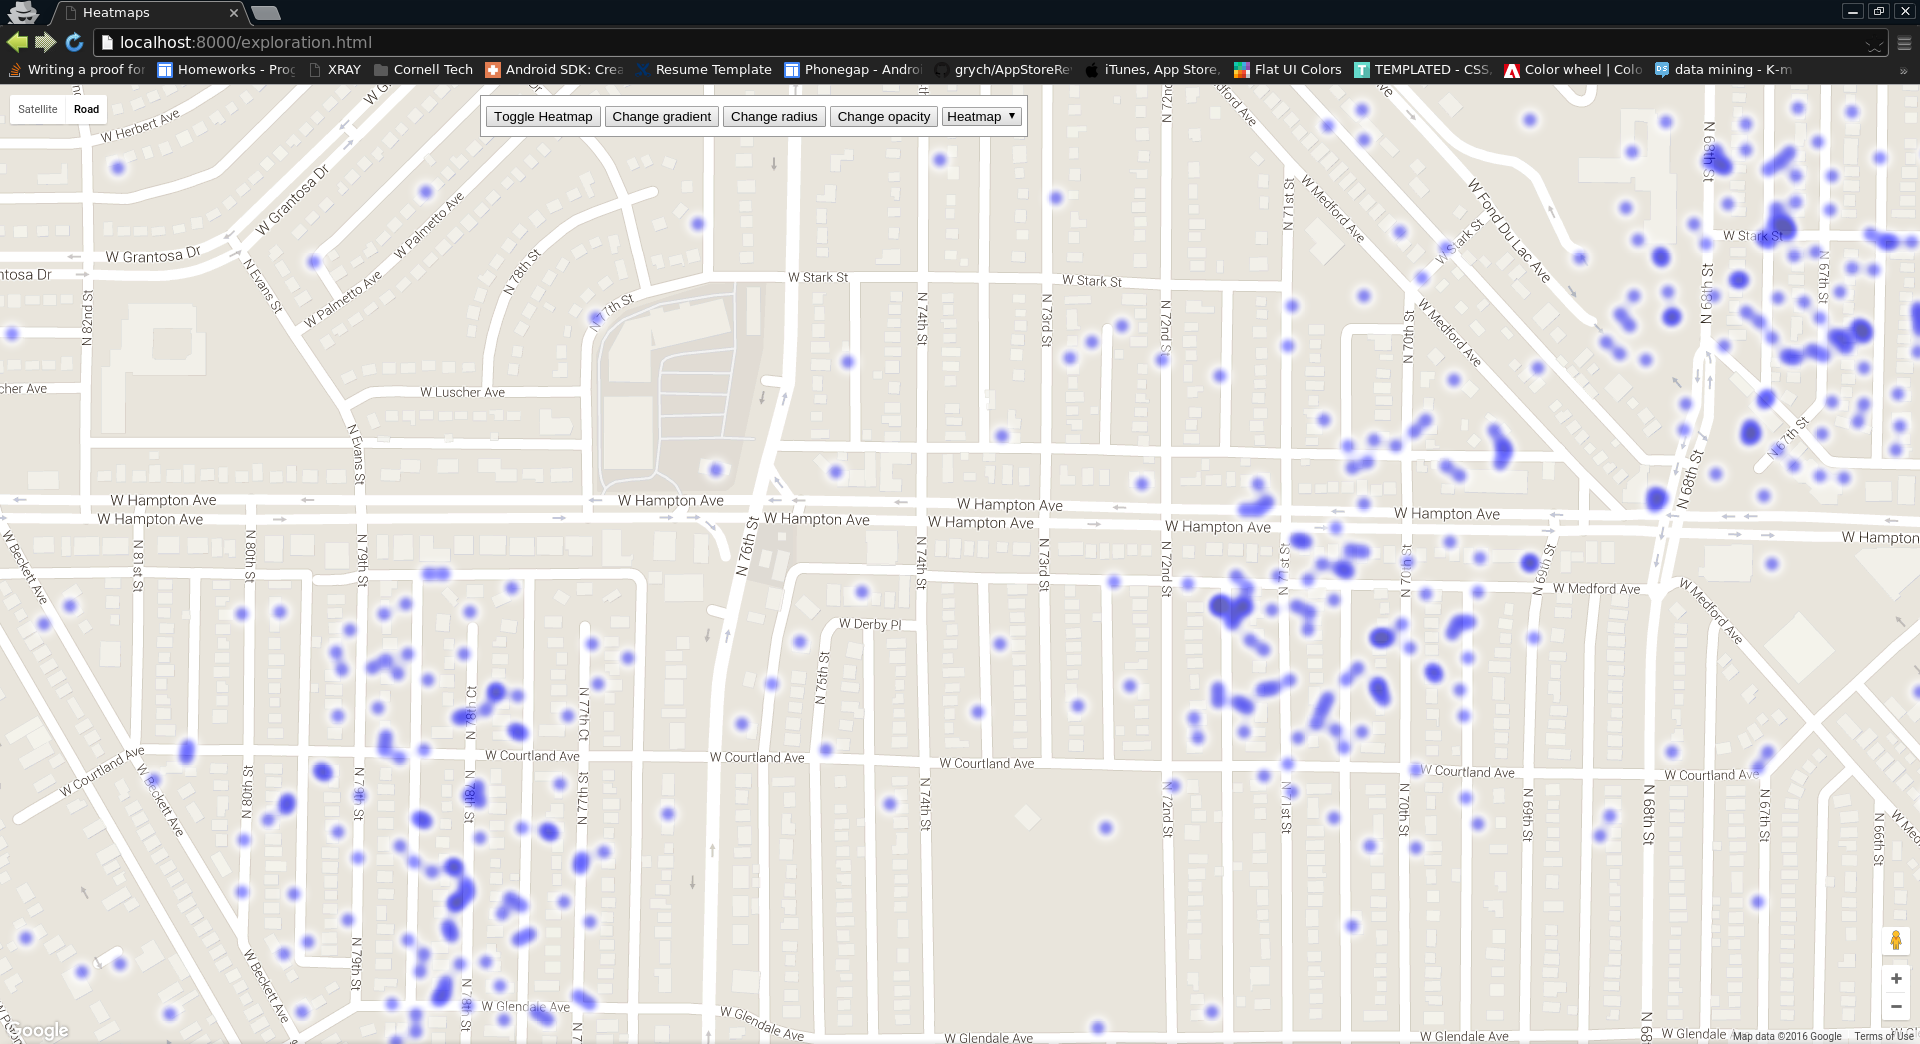 Heatmaps
localhost:8000/exploration.html
Writing a proof for
Homeworks - Prog
XRAY
Cornell Tech
Android SDK: Crea
Resume Template
Phonegap - Androi
grych/AppStoreRe
iTunes, App Store,
Flat UI Colors
TEMPLATED - CSS,
Color wheel | Colo
data mining - K-m
»
Satellite
Road
Toggle Heatmap
Change gradient
Change radius
Change opacity
Heatmap
W Herbert Ave
W Grantosa Dr
W Grantosa Dr
ntosa Dr
W Palmetto Ave
W Palmetto Ave
N Evans St
N Evans St
N 82nd St
N 78th St
N 77th St
W Luscher Ave
cher Ave
W Stark St
W Stark St
W Stark St
W Stark St
N 74th St
N 73rd St
N 72nd St
N 72nd
N 71st St
N 70th St
W Medford Ave
W Medford Ave
W Fond Du Lac Ave
N 68th St
N 68th St
N 67th St
N 67th St
N 68th St
W Hampton Ave
W Hampton Ave
W Hampton Ave
W Hampton Ave
W Hampton Ave
W Hampton Ave
W Hampton Ave
W Hampton Ave
W Hampton
W Beckett Ave
N 81st St
N 80th St
N 79th St
N 76th St
N 74th St
N 73rd St
N 72nd St
N 71st St
N 70th St
N 69th St
W Medford Ave
W Medford Ave
W Derby Pl
N 75th St
N 78th Ct
N 77th Ct
W Courtland Ave
W Courtland Ave
W Courtland Ave
W Courtland Ave
W Courtland Ave
W Courtland Ave
W Beckett Ave
N 80th St
N 79th St
N 78th St
N 77th St
N 74th St
N 72nd St
N 71st St
N 70th St
N 69th St
N 68th St
N 67th St
N 66th St
W Beckett Ave
N 79th St
N 78th St
W Glendale Ave
W Glendale Ave
W Glendale Ave
W Glendale Ave
W Glendale
Google
Map data ©2016 Google
Terms of Use